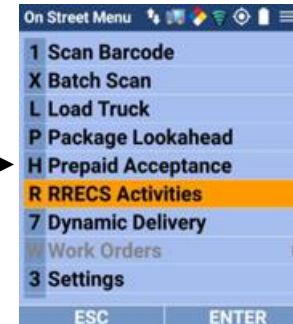 On Street Menu
1 Scan Barcode
X Batch Scan
L Load Truck
P Package Lookahead
H Prepaid Acceptance
R RRECS Activities
7 Dynamic Delivery
W Work Orders
3 Settings
ESC ENTER